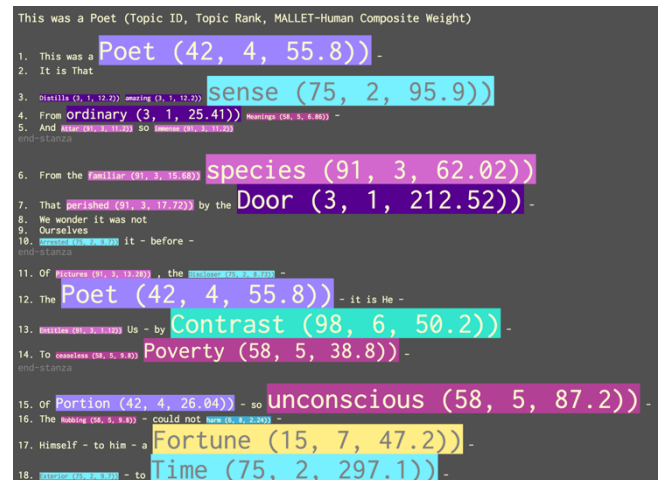 This was a Poet (Topic ID, Topic Rank, MALLET-Human Composite Weight)
1. This was a Poet (42, 4, 55.8)) –
2. It is That
3. Distills (3, 1, 12.2)) amazing (3, 1, 12.2)) sense (75, 2, 95.9))
4. From ordinary (3, 1, 25.41)) Meanings (58, 5, 6.86)) –
5. And Attar (91, 3, 11.2)) so immense (91, 3, 11.2))
end-stanza
6. From the familiar (91, 3, 15.68)) species (91, 3, 62.02))
7. That perished (91, 3, 17.72)) by the Door (3, 1, 212.52)) –
8. We wonder it was not
9. Ourselves
10. Arrested (75, 2, 9.7)) it – before –
end-stanza
11. Of Pictures (91, 3, 13.28)) , the Discloser (75, 2, 8.73)) –
12. The Poet (42, 4, 55.8)) – it is He –
13. Entitles (91, 3, 1.12)) Us – by Contrast (98, 6, 50.2)) –
14. To ceaseless (58, 5, 9.8)) Poverty (58, 5, 38.8)) –
end-stanza
15. Of Portion (42, 4, 26.04)) – so unconscious (58, 5, 87.2)) –
16. The Robbing (58, 5, 9.8)) – could not harm (8, 8, 2.24)) –
17. Himself – to him – a Fortune (15, 7, 47.2)) –
18. Exterior (75, 2, 9.7)) – to Time (75, 2, 297.1)) –